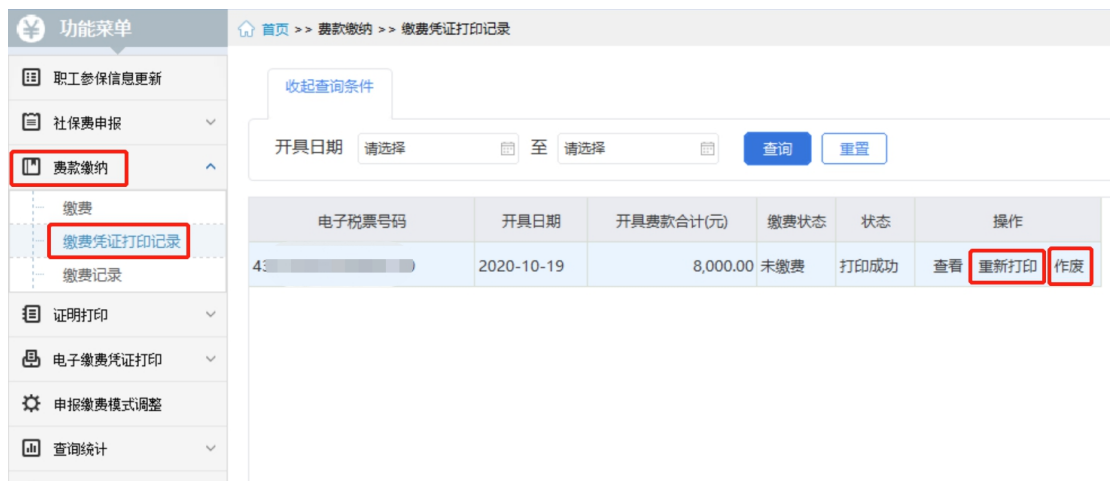 功能菜单
首页 >> 费款缴纳 >> 缴费凭证打印记录
职工参保信息更新
社保费申报
费款缴纳
缴费
缴费凭证打印记录
缴费记录
证明打印
电子缴费凭证打印
申报缴费模式调整
查询统计
收起查询条件
开具日期 请选择 至 请选择 查询 重置
电子税票号码 开具日期 开具费款合计(元) 缴费状态 状态 操作
43 2020-10-19 8,000.00 未缴费 打印成功 查看 重新打印 作废